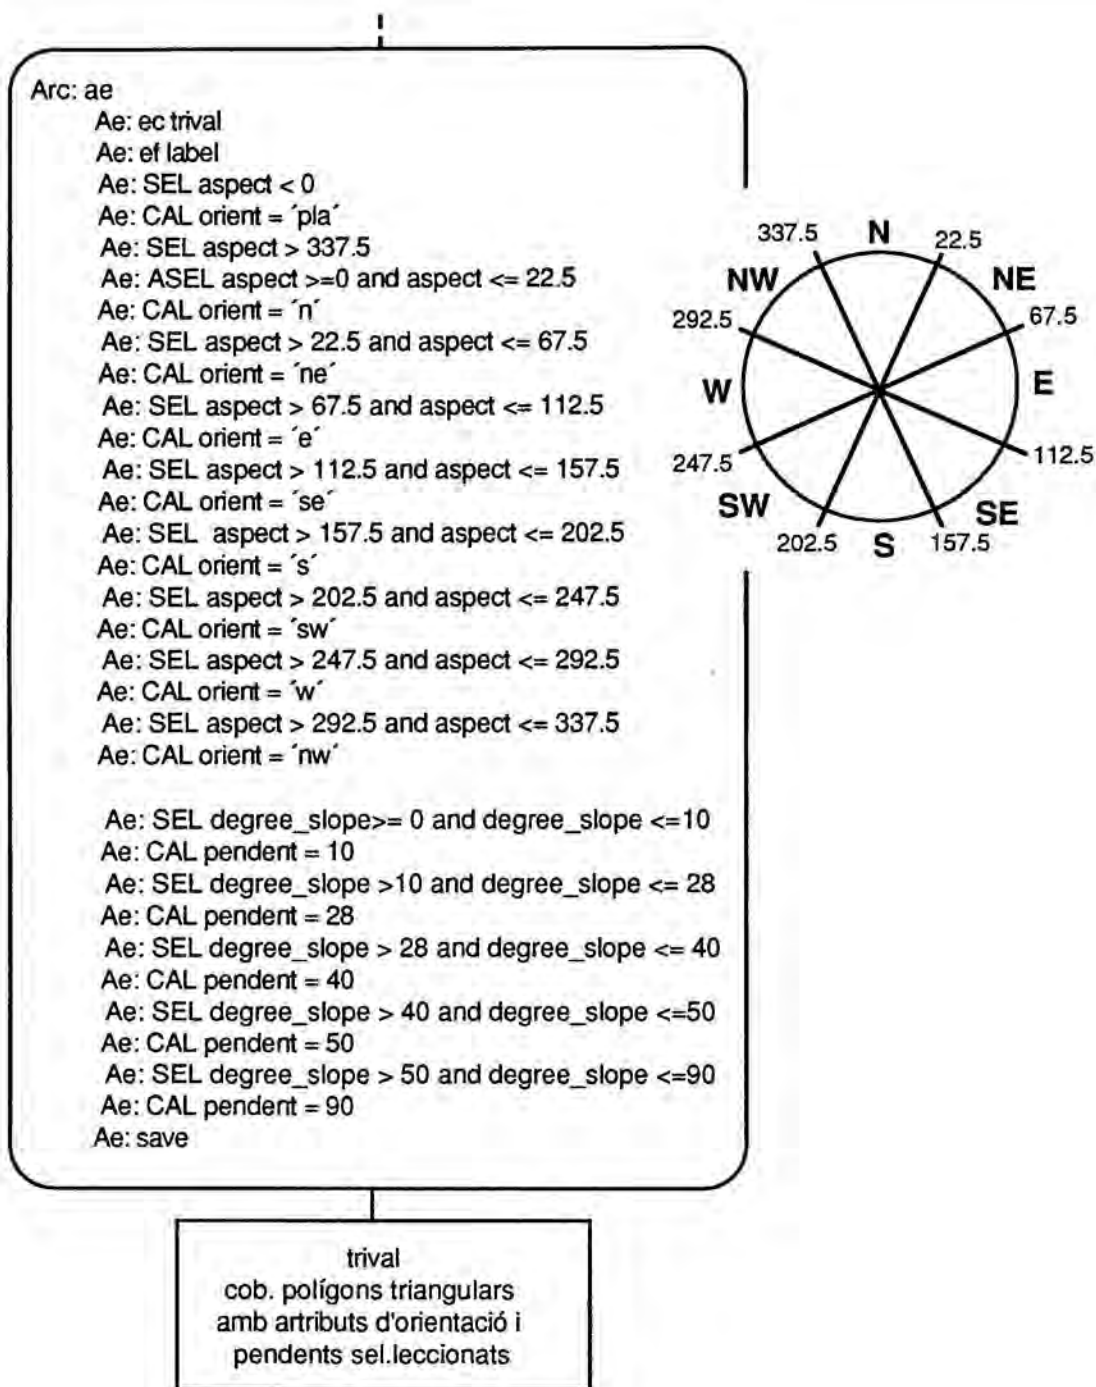 Arc: ae
Ae: ec trival
Ae: ef label
Ae: SEL aspect < 0
Ae: CAL orient = ´pla´
Ae: SEL aspect > 337.5
Ae: ASEL aspect >=0 and aspect <= 22.5
Ae: CAL orient = ´n´
Ae: SEL aspect > 22.5 and aspect <= 67.5
Ae: CAL orient = ´ne´
Ae: SEL aspect > 67.5 and aspect <= 112.5
Ae: CAL orient = ´e´
Ae: SEL aspect > 112.5 and aspect <= 157.5
Ae: CAL orient = ´se´
Ae: SEL aspect > 157.5 and aspect <= 202.5
Ae: CAL orient = ´s´
Ae: SEL aspect > 202.5 and aspect <= 247.5
Ae: CAL orient = ´sw´
Ae: SEL aspect > 247.5 and aspect <= 292.5
Ae: CAL orient = ´w´
Ae: SEL aspect > 292.5 and aspect <= 337.5
Ae: CAL orient = ´nw´
Ae: SEL degree_slope>= 0 and degree_slope <=10
Ae: CAL pendent = 10
Ae: SEL degree_slope >10 and degree_slope <= 28
Ae: CAL pendent = 28
Ae: SEL degree_slope > 28 and degree_slope <= 40
Ae: CAL pendent = 40
Ae: SEL degree_slope > 40 and degree_slope <=50
Ae: CAL pendent = 50
Ae: SEL degree_slope > 50 and degree_slope <=90
Ae: CAL pendent = 90
Ae: save
337.5 N 22.5
NW NE
292.5 67.5
W E
247.5 112.5
SW SE
202.5 S 157.5
trival
cob. polígons triangulars
amb artributs d'orientació i
pendents sel.leccionats